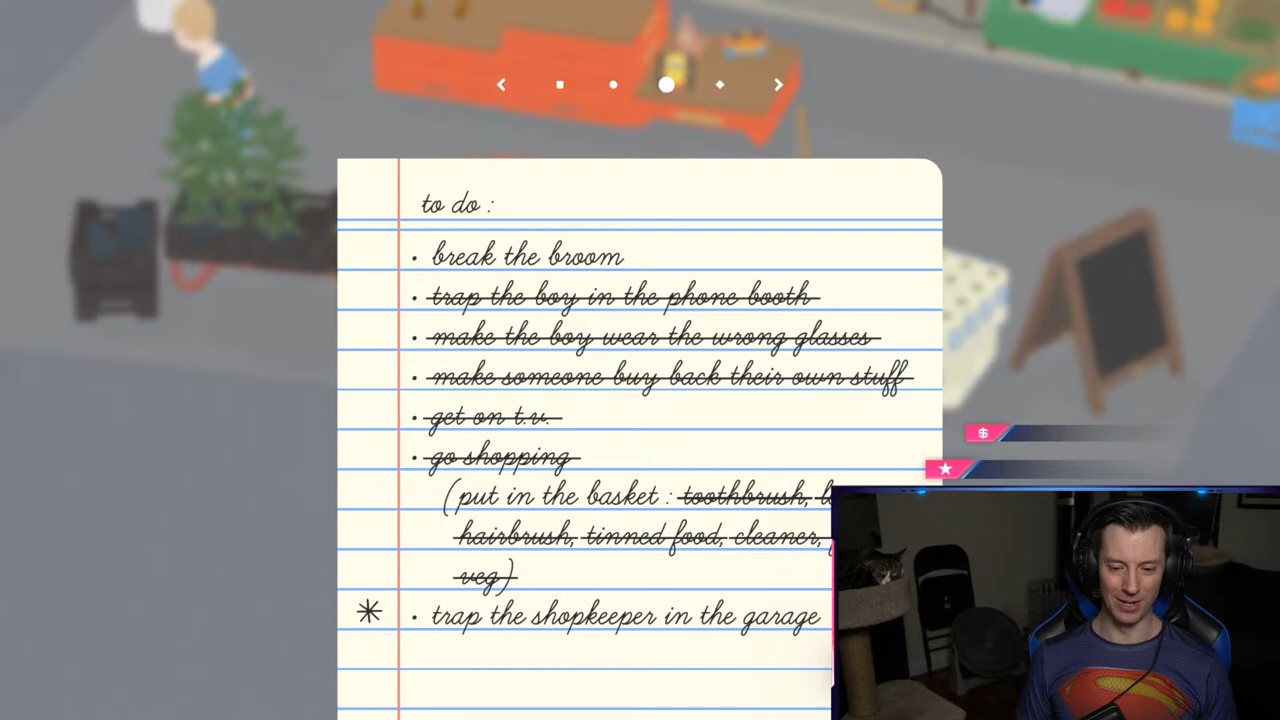 to do :
• break the broom
• trap the boy in the phone booth
• make the boy wear the wrong glasses
• make someone buy back their own stuff
• get on t.v.
• go shopping
(put in the basket : toothbrush,
hairbrush, tinned food, cleaner,
veg)
• trap the shopkeeper in the garage
$